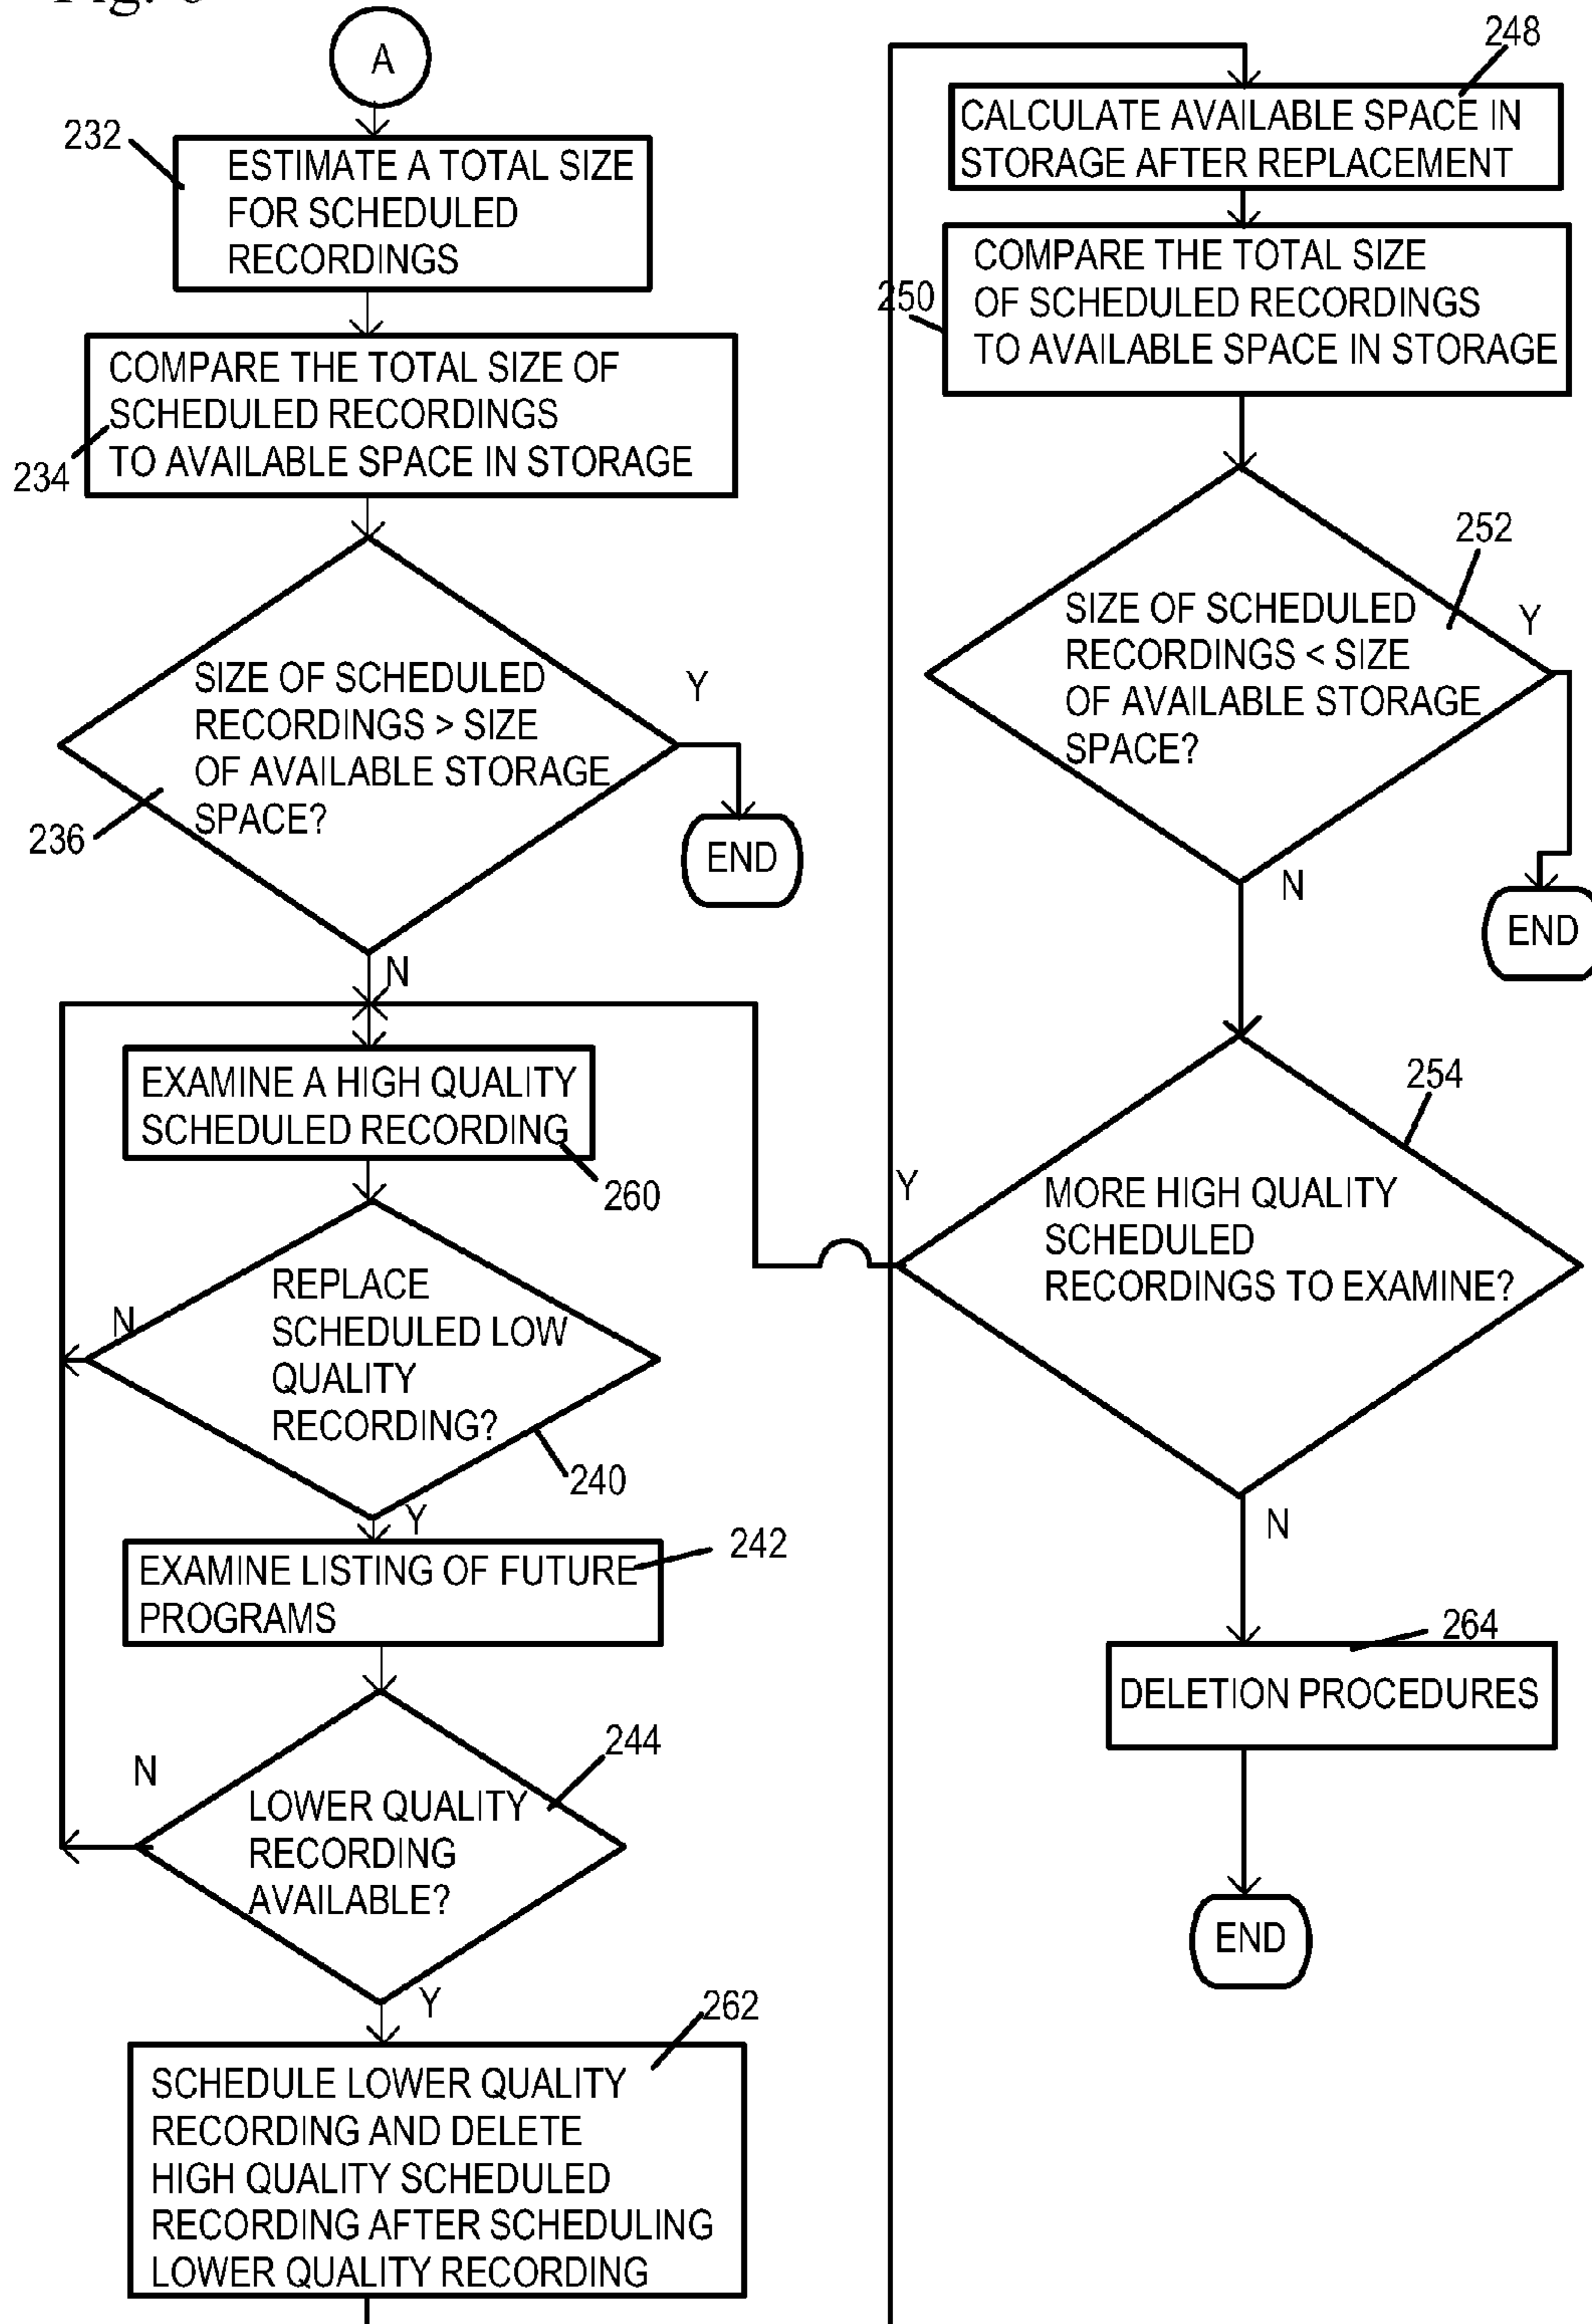 A
232
ESTIMATE A TOTAL SIZE
FOR SCHEDULED
RECORDINGS
COMPARE THE TOTAL SIZE OF
SCHEDULED RECORDINGS
TO AVAILABLE SPACE IN STORAGE
234
SIZE OF SCHEDULED
RECORDINGS > SIZE
OF AVAILABLE STORAGE
SPACE?
236
Y
END
N
EXAMINE A HIGH QUALITY
SCHEDULED RECORDING
260
REPLACE
SCHEDULED LOW
QUALITY
RECORDING?
N
240
Y
EXAMINE LISTING OF FUTURE
PROGRAMS
242
LOWER QUALITY
RECORDING
AVAILABLE?
244
N
Y
262
SCHEDULE LOWER QUALITY
RECORDING AND DELETE
HIGH QUALITY SCHEDULED
RECORDING AFTER SCHEDULING
LOWER QUALITY RECORDING
248
CALCULATE AVAILABLE SPACE IN
STORAGE AFTER REPLACEMENT
COMPARE THE TOTAL SIZE
OF SCHEDULED RECORDINGS
TO AVAILABLE SPACE IN STORAGE
250
252
SIZE OF SCHEDULED
RECORDINGS < SIZE
OF AVAILABLE STORAGE
SPACE?
Y
END
N
254
MORE HIGH QUALITY
SCHEDULED
RECORDINGS TO EXAMINE?
Y
N
264
DELETION PROCEDURES
END